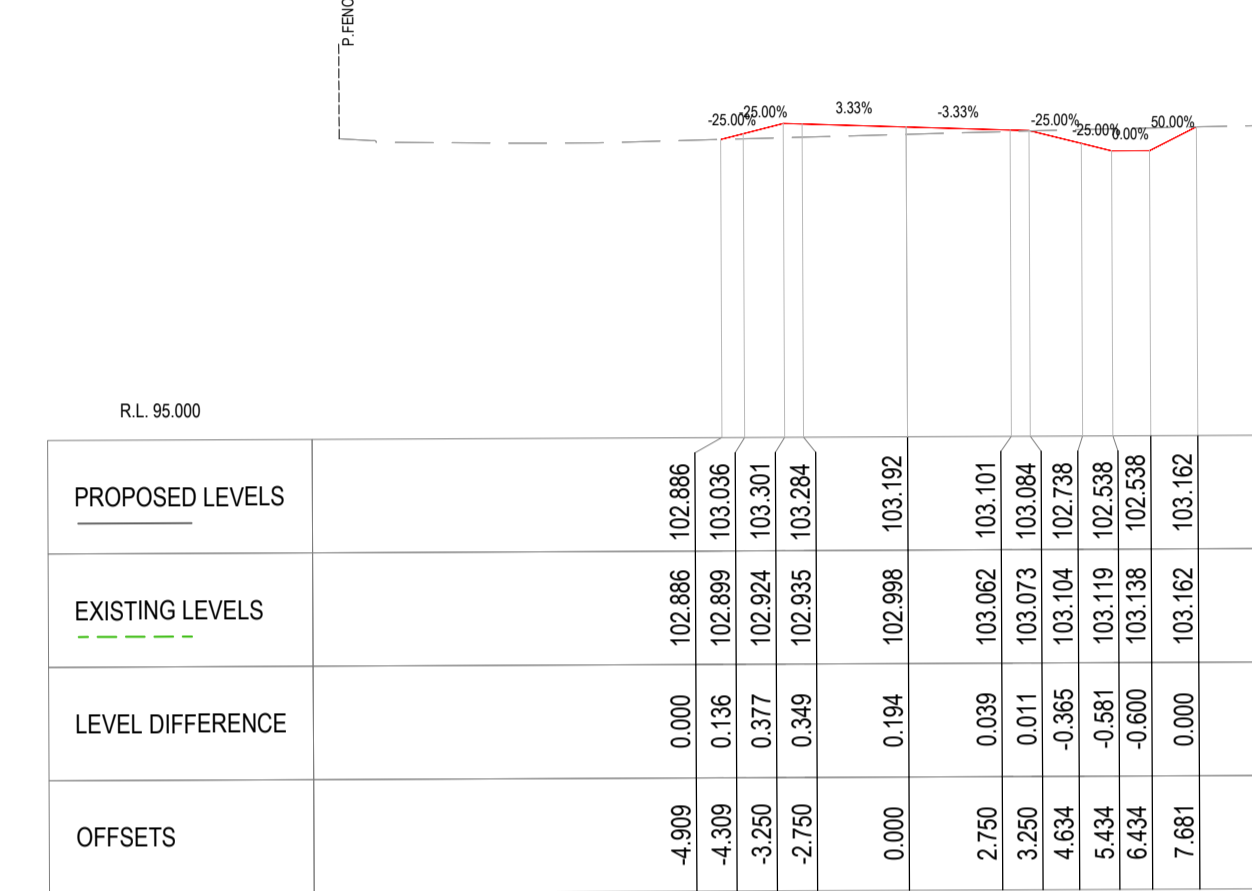 P.FENC
-25.00%
-25.00%
3.33%
-3.33%
-25.00%
-25.00%
0.00%
50.00%
R.L. 95.000
PROPOSED LEVELS 102.886 103.036 103.301 103.284 103.192 103.101 103.084 102.738 102.538 102.538 103.162
EXISTING LEVELS 102.886 102.899 102.924 102.935 102.998 103.062 103.073 103.104 103.119 103.138 103.162
LEVEL DIFFERENCE 0.000 0.136 0.377 0.349 0.194 0.039 0.011 -0.365 -0.581 -0.600 0.000
OFFSETS -4.909 -4.309 -3.250 -2.750 0.000 2.750 3.250 4.634 5.434 6.434 7.681